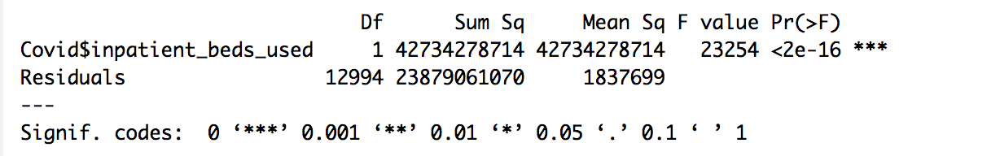 Df Sum Sq Mean Sq F value Pr(>F)
Covid$inpatient_beds_used 1 42734278714 42734278714 23254 <2e-16 ***
Residuals 12994 23879061070 1837699
---
Signif. codes: 0 ‘***’ 0.001 ‘**’ 0.01 ‘*’ 0.05 ‘.’ 0.1 ‘ ’ 1